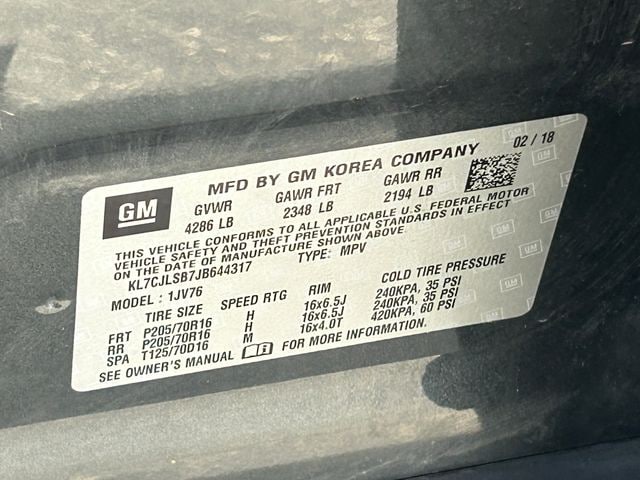 GM
MFD BY GM KOREA COMPANY 02 / 18
GVWR GAWR FRT GAWR RR
4286 LB 2348 LB 2194 LB
THIS VEHICLE CONFORMS TO ALL APPLICABLE U.S. FEDERAL MOTOR
VEHICLE SAFETY AND THEFT PREVENTION STANDARDS IN EFFECT
ON THE DATE OF MANUFACTURE SHOWN ABOVE.
KL7CJLSB7JB644317 TYPE: MPV
MODEL : 1JV76
TIRE SIZE SPEED RTG RIM COLD TIRE PRESSURE
FRT P205/70R16 H 16x6.5J 240KPA, 35 PSI
RR P205/70R16 H 16x6.5J 240KPA, 35 PSI
SPA T125/70D16 M 16x4.0T 420KPA, 60 PSI
SEE OWNER'S MANUAL FOR MORE INFORMATION.